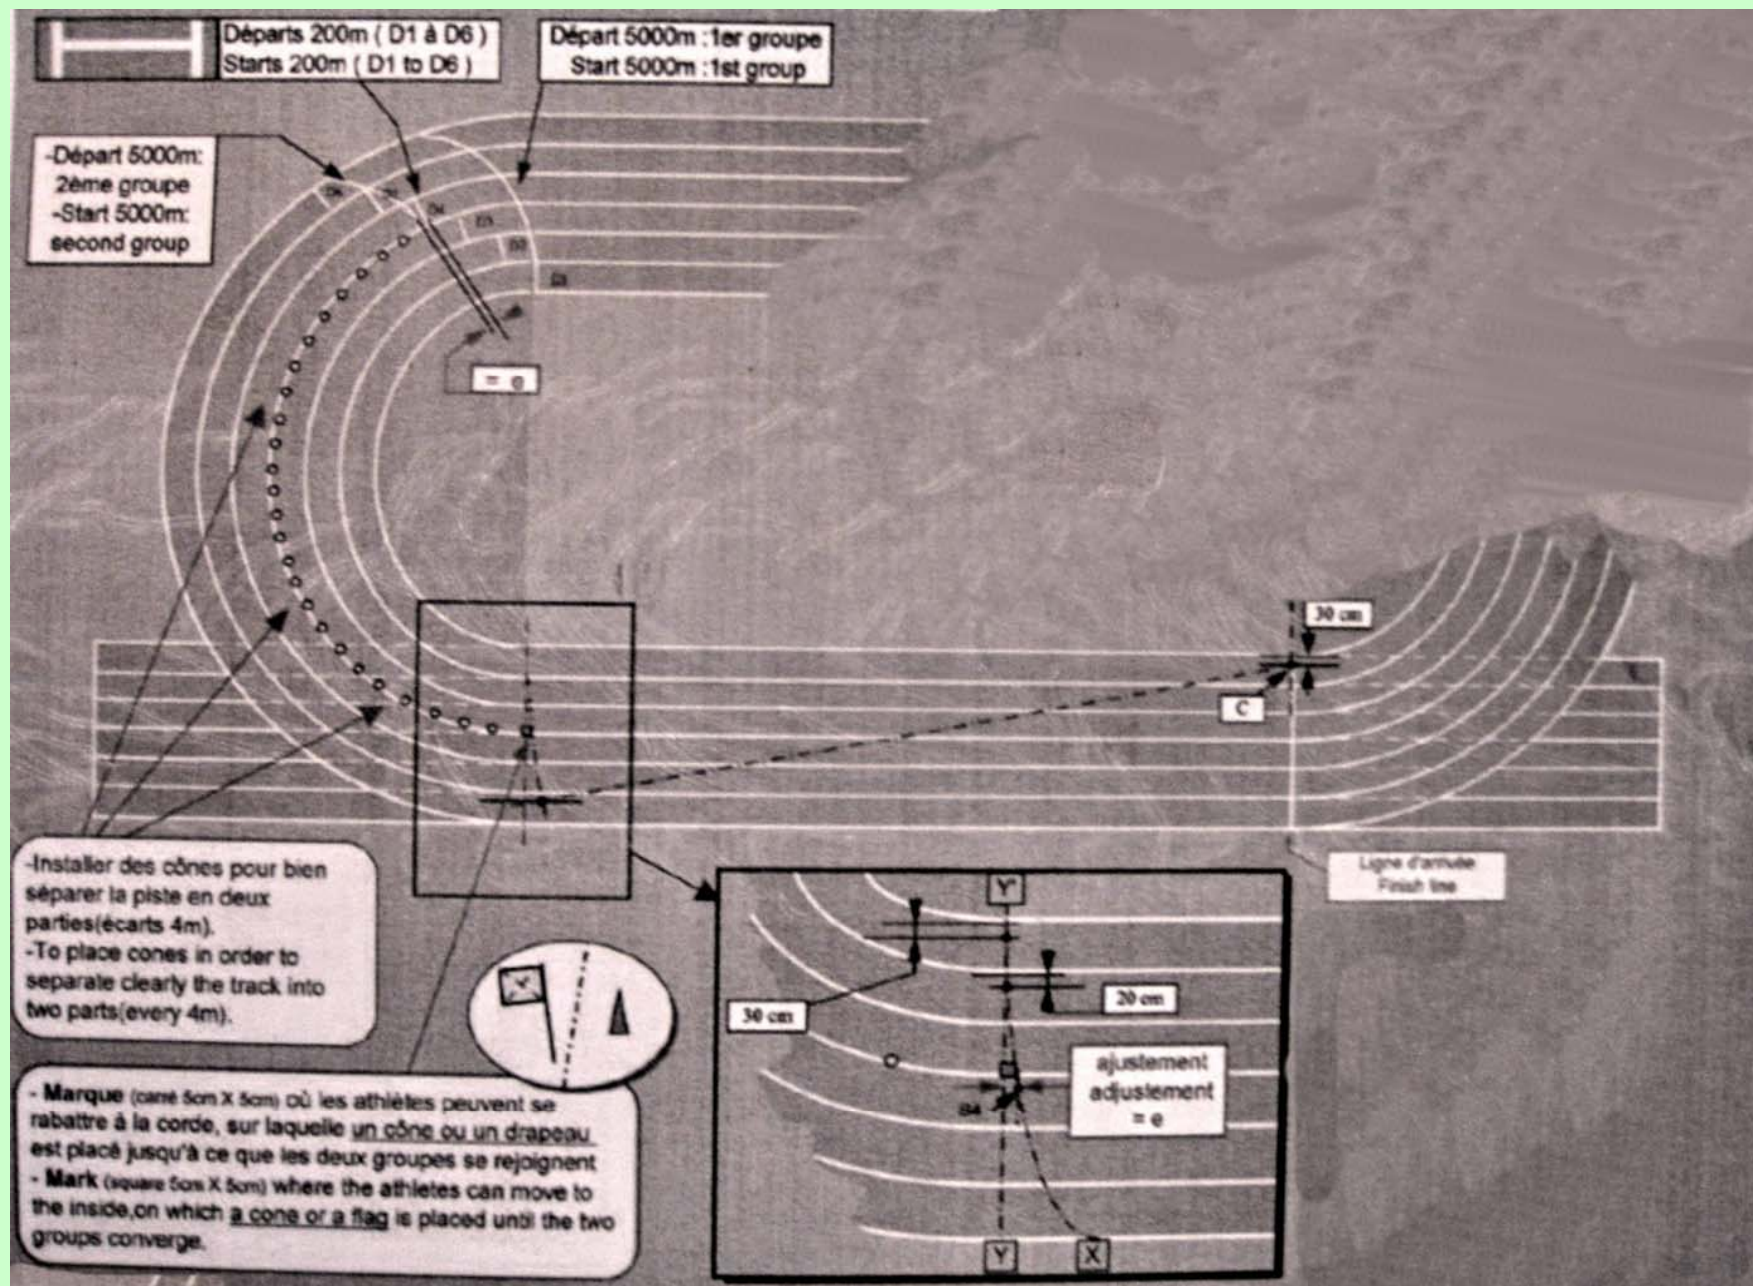 Départs 200m ( D1 à D6 )
Starts 200m ( D1 to D6 )
Départ 5000m :1er groupe
Start 5000m :1st group
-Départ 5000m:
2ème groupe
-Start 5000m:
second group
D4
D3
D2
D1
= e
30 cm
C
Ligne d'arrivée
Finish line
-Installer des cônes pour bien
séparer la piste en deux
parties(écarts 4m).
-To place cones in order to
separate clearly the track into
two parts(every 4m).
Y'
30 cm
20 cm
ajustement
adjustement
= e
B4
Y
X
- Marque (carré 5cm X 5cm) où les athlètes peuvent se
rabattre à la corde, sur laquelle un cône ou un drapeau
est placé jusqu'à ce que les deux groupes se rejoignent
- Mark (square 5cm X 5cm) where the athletes can move to
the inside,on which a cone or a flag is placed until the two
groups converge.